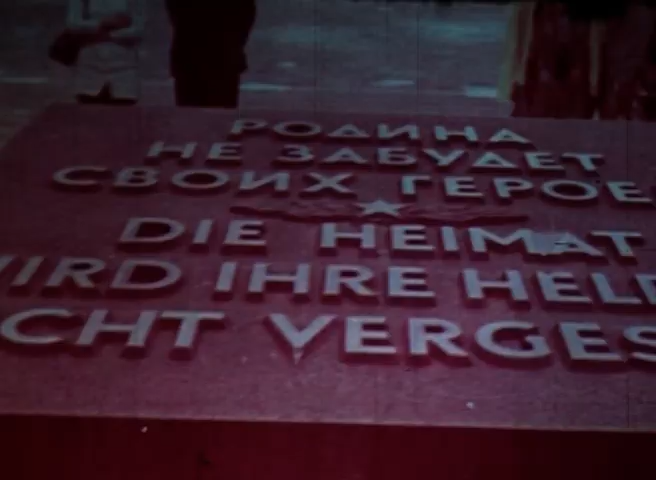 РОДИНА
НЕ ЗАБУДЕТ
СВОИХ ГЕРОЕ
DIE HEIMAT
WIRD IHRE HELD
ICHT VERGES